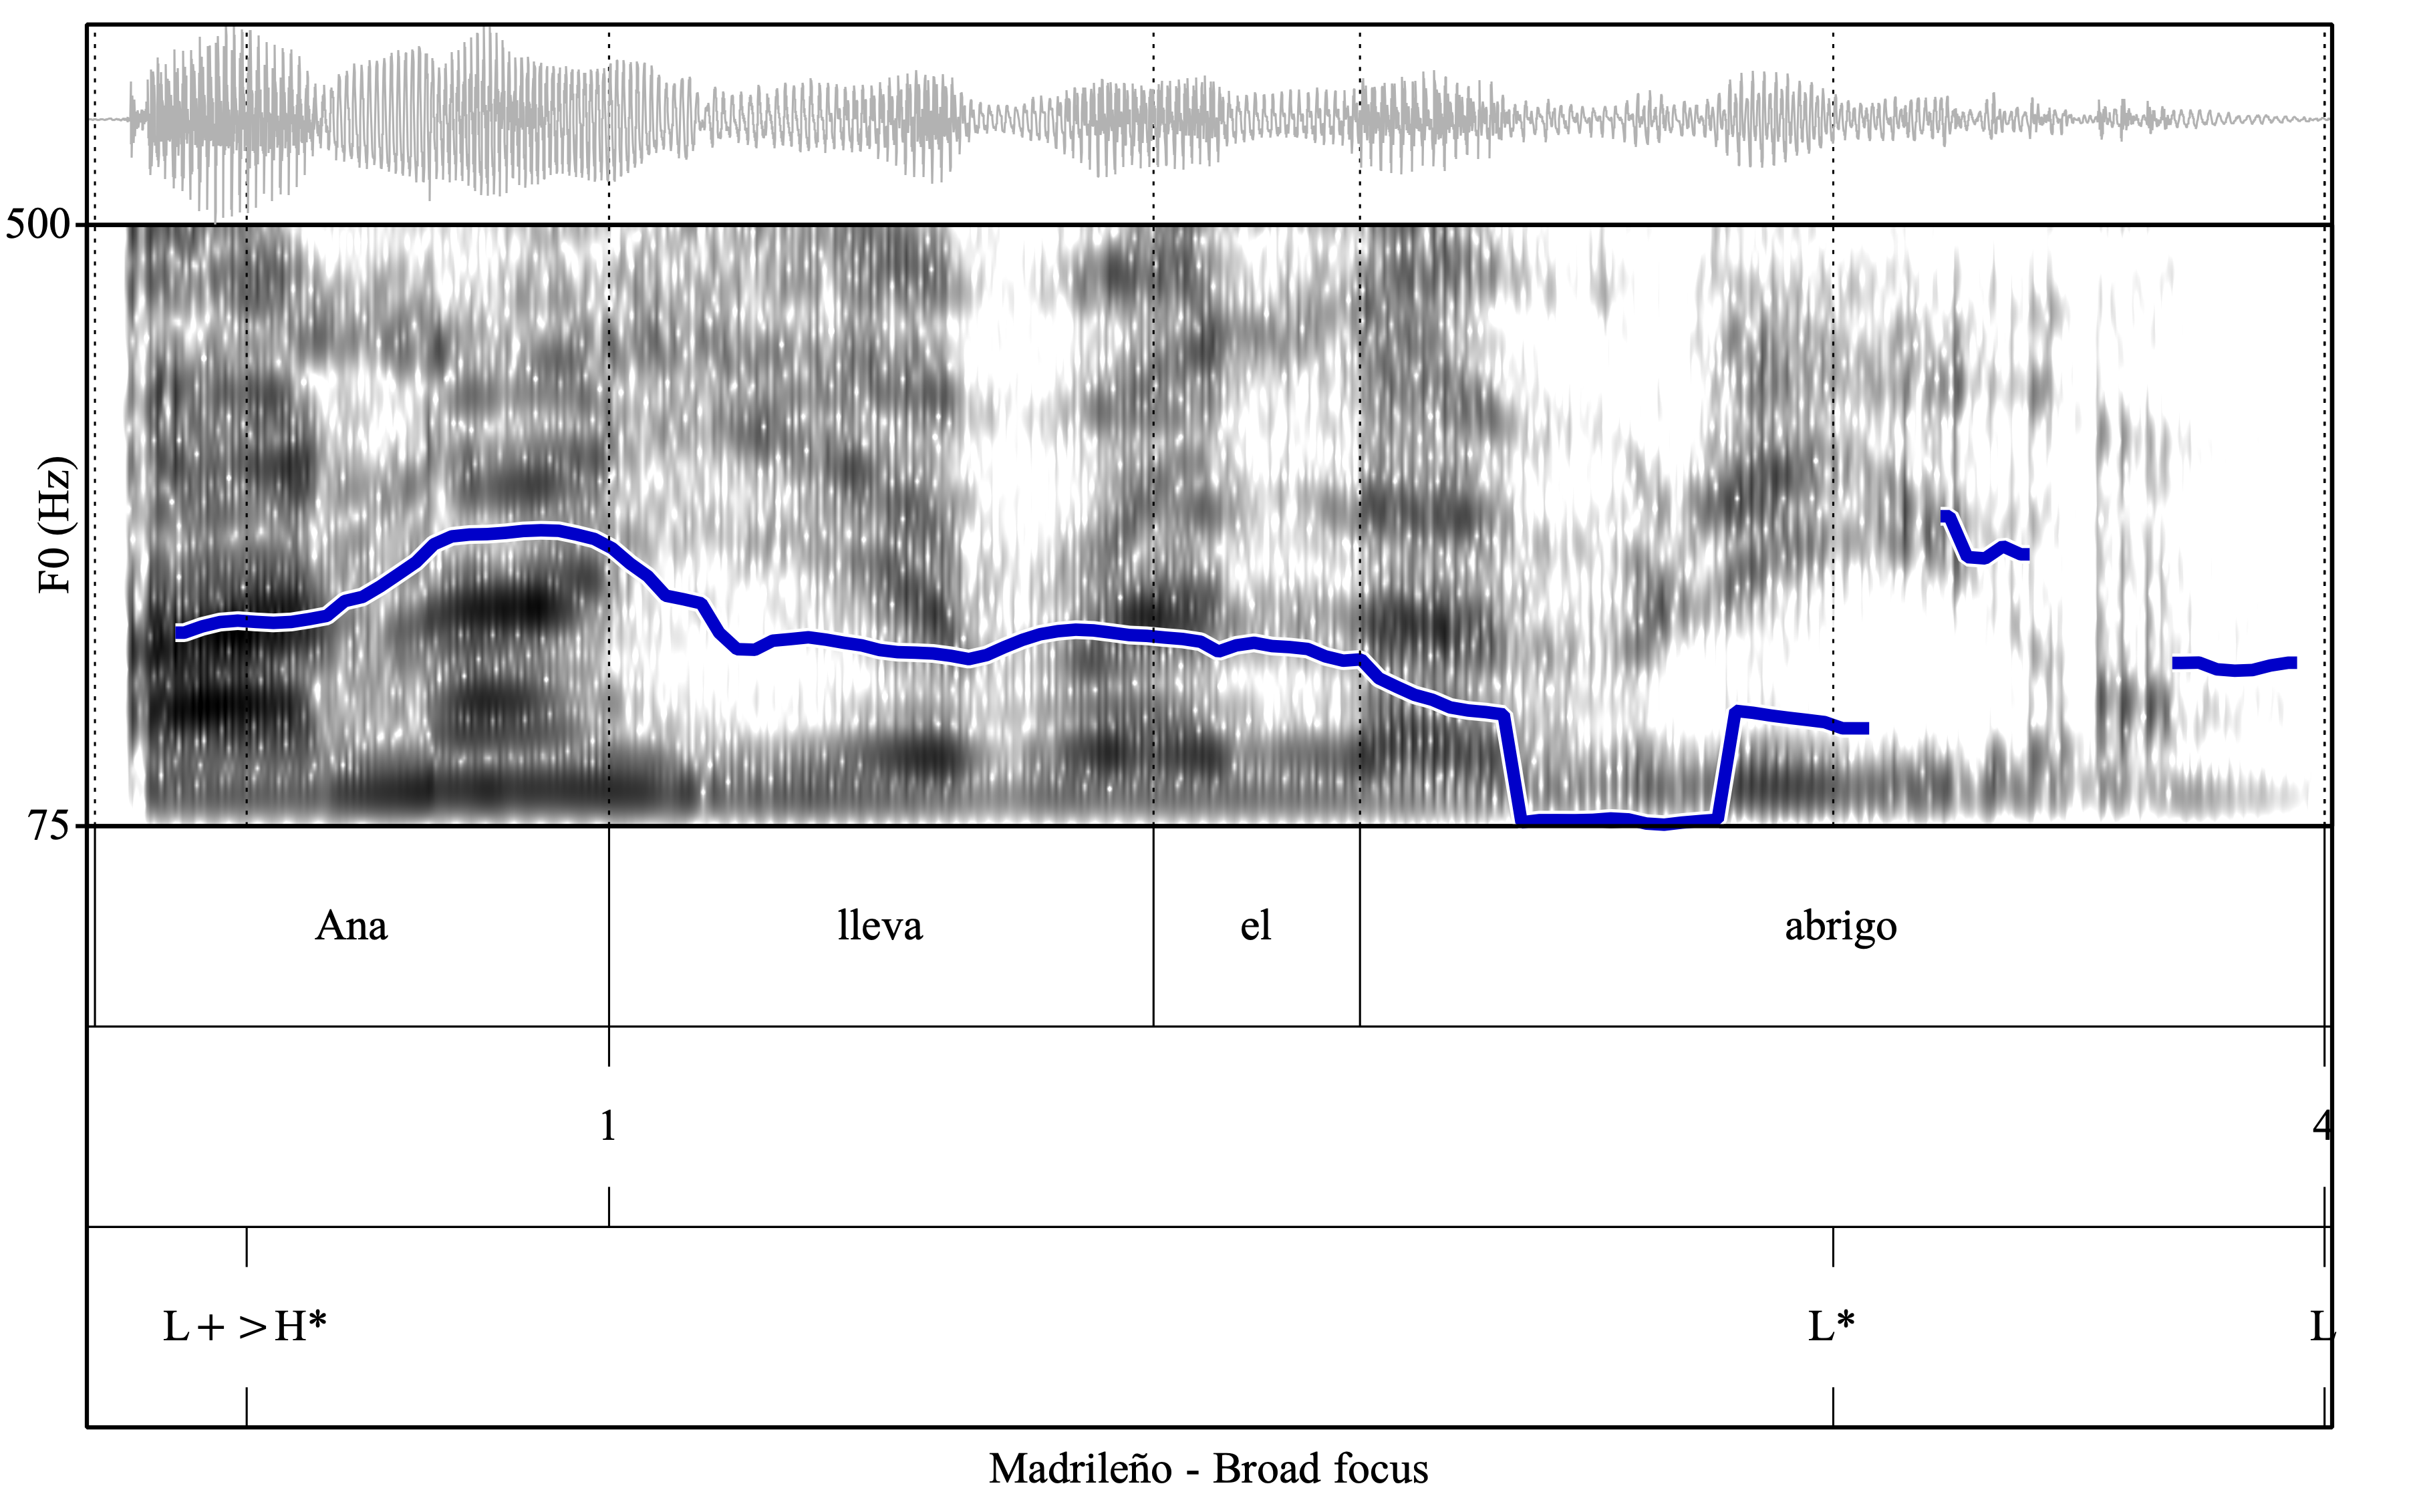 500
F0 (Hz)
75
Ana lleva el abrigo
1 4
L+>H* L* L
Madrileño - Broad focus